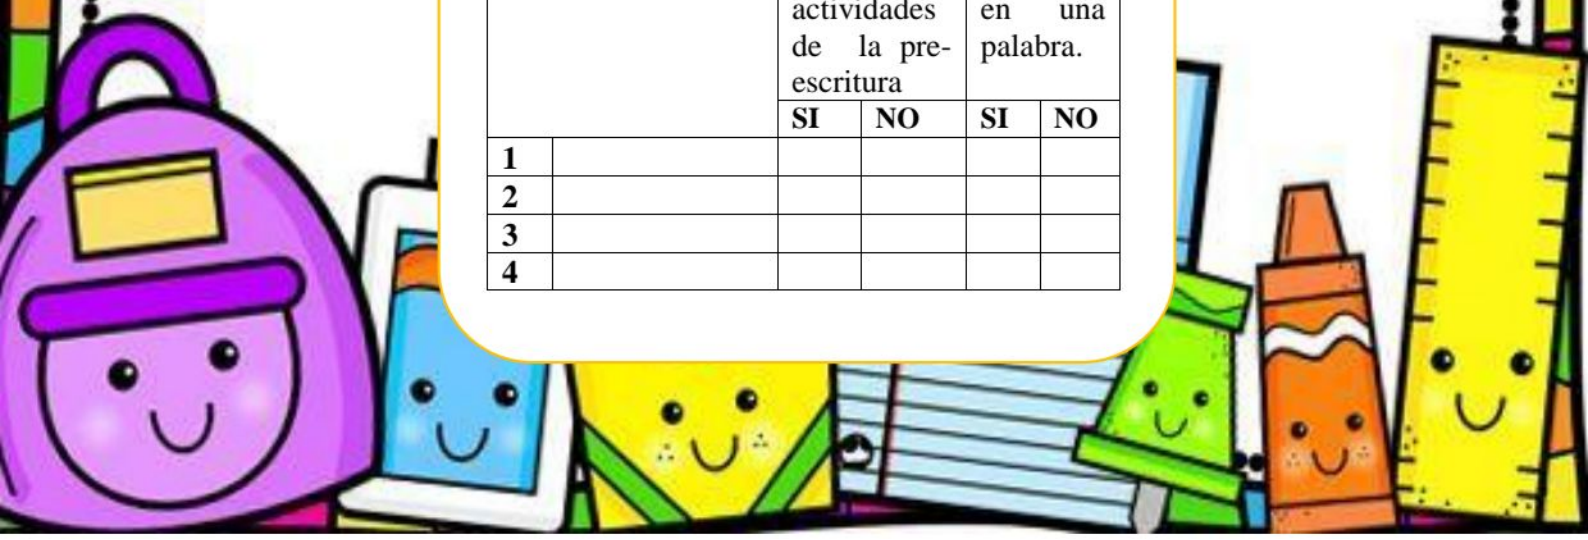 actividades en una
de la pre- palabra.
escritura
SI NO SI NO
1
2
3
4